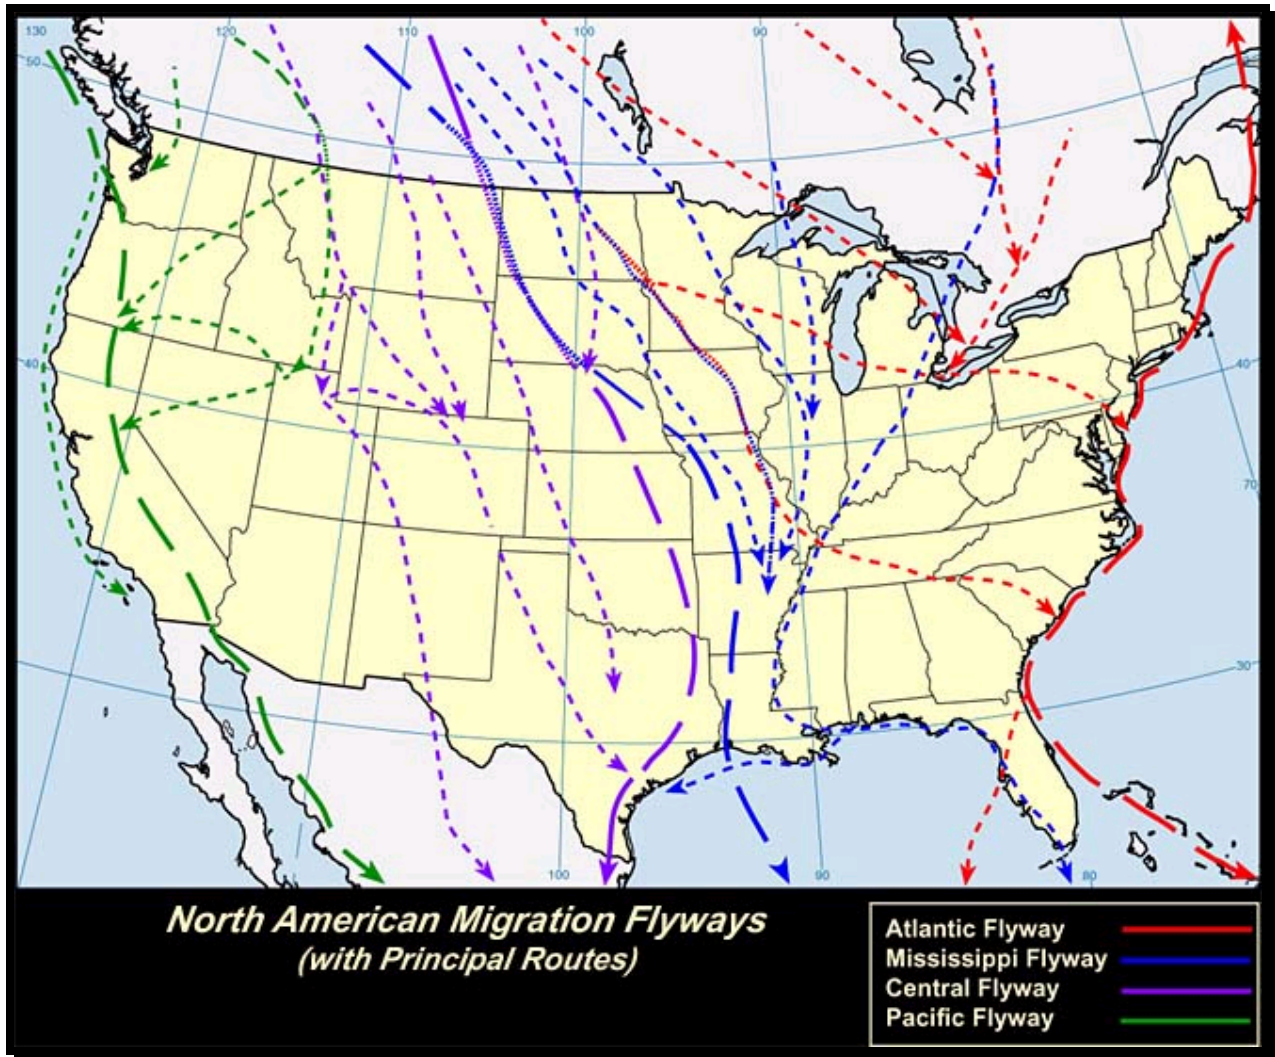 130
120
110
100
90
50
40
40
70
30
100
90
80
North American Migration Flyways
(with Principal Routes)
Atlantic Flyway
Mississippi Flyway
Central Flyway
Pacific Flyway